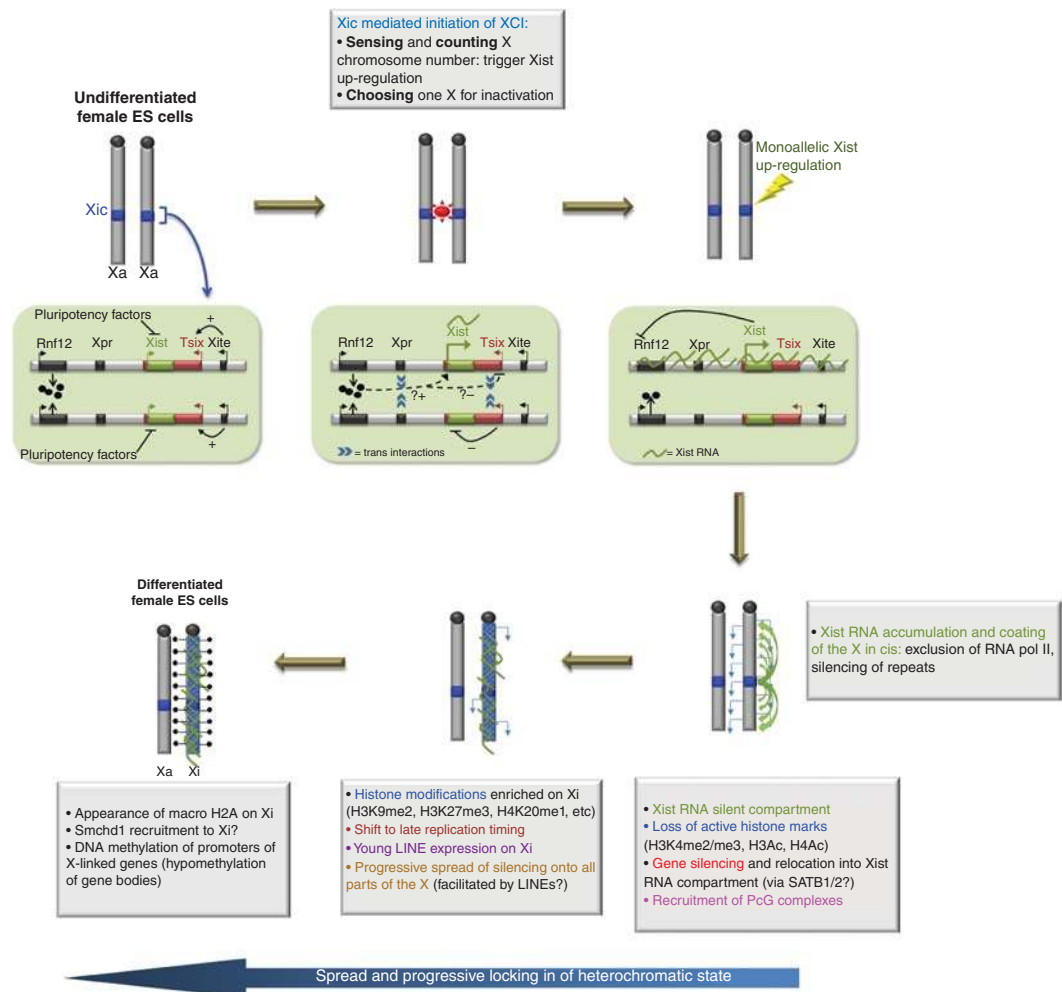 Xic mediated initiation of XCI:
• Sensing and counting X
chromosome number: trigger Xist
up-regulation
• Choosing one X for inactivation
Undifferentiated
female ES cells
Monoallelic Xist
up-regulation
Xic
Xa
Xa
Pluripotency factors
+
Rnf12
Xpr
Xist
Tsix
Xite
+
Pluripotency factors
Xist
Rnf12
Xpr
Tsix
Xite
?+
?–
–
= trans interactions
Xist
Rnf12
Xpr
Tsix
Xite
= Xist RNA
• Xist RNA accumulation and coating
of the X in cis: exclusion of RNA pol II,
silencing of repeats
• Xist RNA silent compartment
• Loss of active histone marks
(H3K4me2/me3, H3Ac, H4Ac)
• Gene silencing and relocation into Xist
RNA compartment (via SATB1/2?)
• Recruitment of PcG complexes
• Histone modifications enriched on Xi
(H3K9me2, H3K27me3, H4K20me1, etc)
• Shift to late replication timing
• Young LINE expression on Xi
• Progressive spread of silencing onto all
parts of the X (facilitated by LINEs?)
Differentiated
female ES cells
Xa
Xi
• Appearance of macro H2A on Xi
• Smchd1 recruitment to Xi?
• DNA methylation of promoters of
X-linked genes (hypomethylation
of gene bodies)
Spread and progressive locking in of heterochromatic state